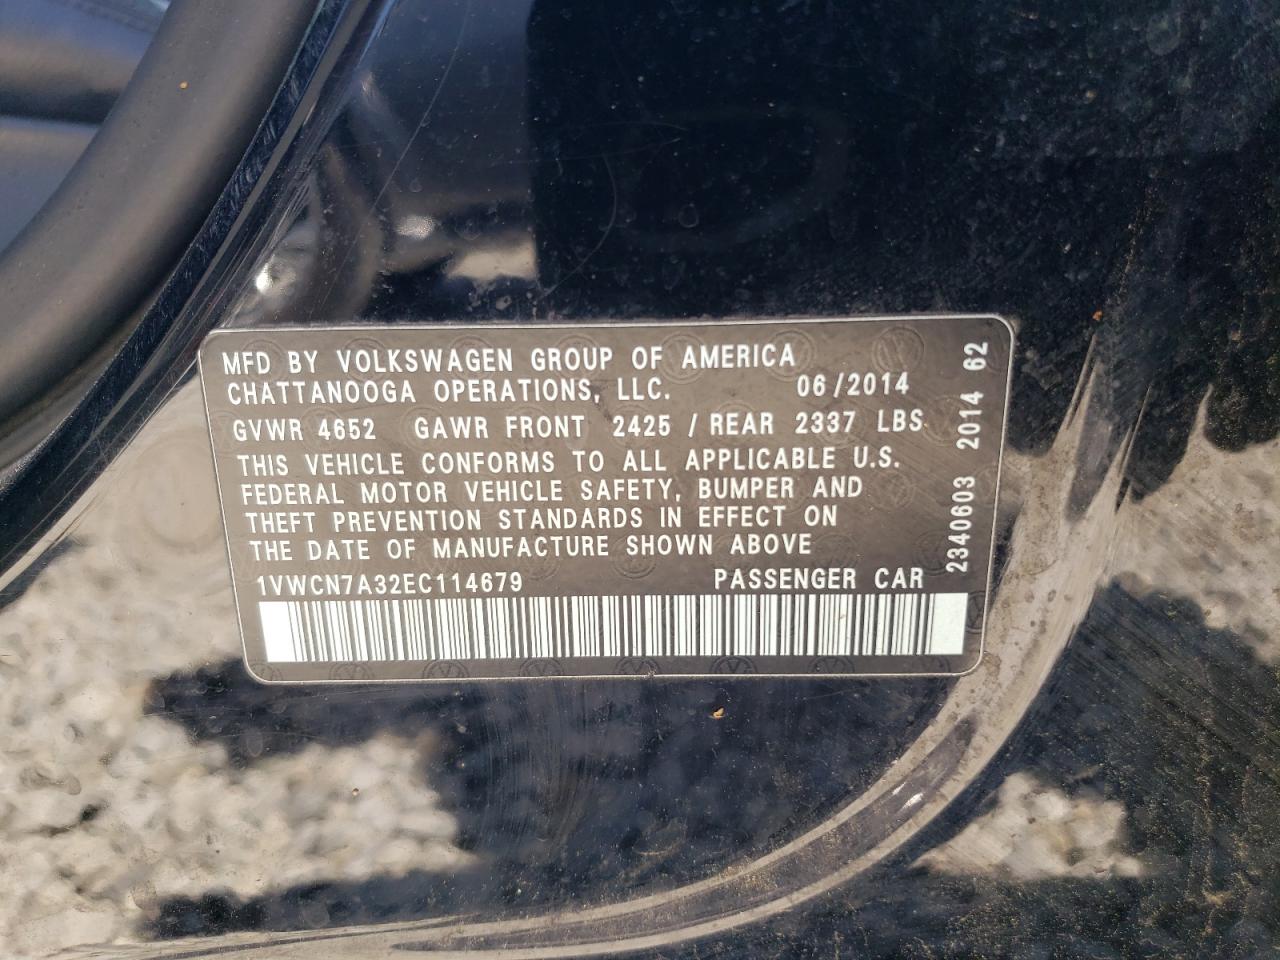 MFD BY VOLKSWAGEN GROUP OF AMERICA
CHATTANOOGA OPERATIONS, LLC. 06/2014
GVWR 4652 GAWR FRONT 2425 / REAR 2337 LBS
THIS VEHICLE CONFORMS TO ALL APPLICABLE U.S.
FEDERAL MOTOR VEHICLE SAFETY, BUMPER AND
THEFT PREVENTION STANDARDS IN EFFECT ON
THE DATE OF MANUFACTURE SHOWN ABOVE
1VWCN7A32EC114679 PASSENGER CAR
2340603 2014 62